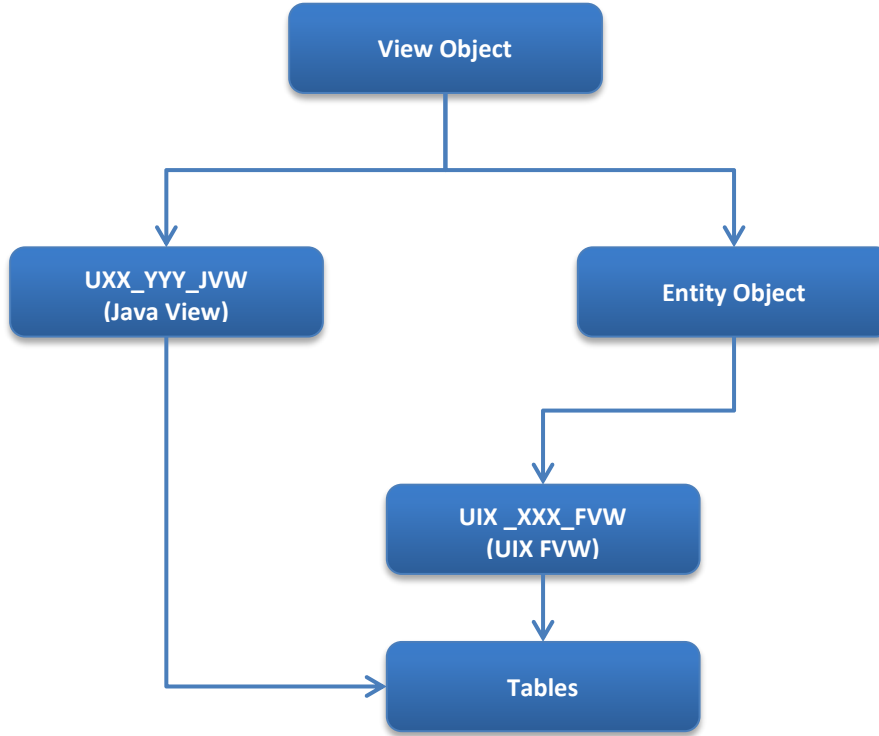 View Object
UXX_YYY_JVW
(Java View)
Entity Object
UIX _XXX_FVW
(UIX FVW)
Tables